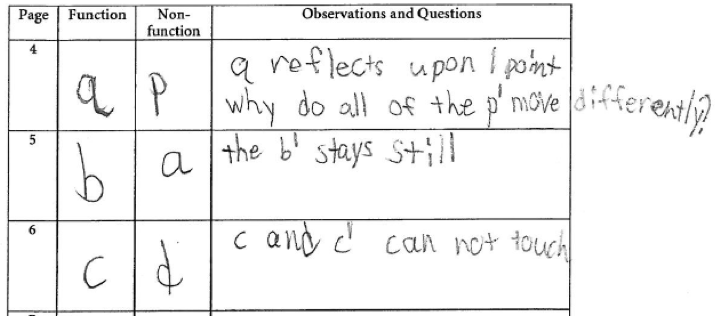 Page Function Non-function Observations and Questions
4 q p q reflects upon 1 point
why do all of the p' move differently?
5 b a the b' stays still
6 c d c and c' can not touch